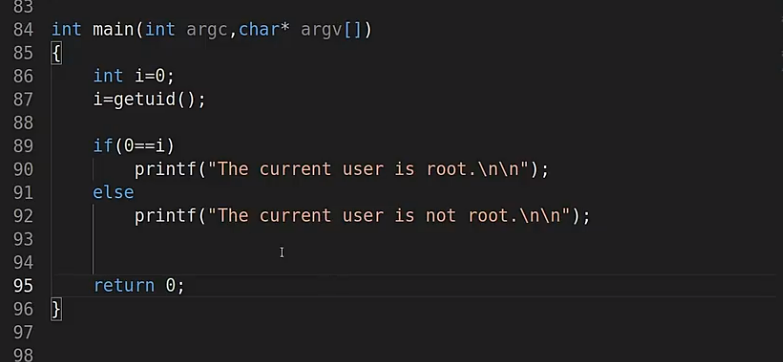 83
84 int main(int argc,char* argv[])
85 {
86     int i=0;
87     i=getuid();
88
89     if(0==i)
90         printf("The current user is root.\n\n");
91     else
92         printf("The current user is not root.\n\n");
93
94
95     return 0;
96 }
97
98